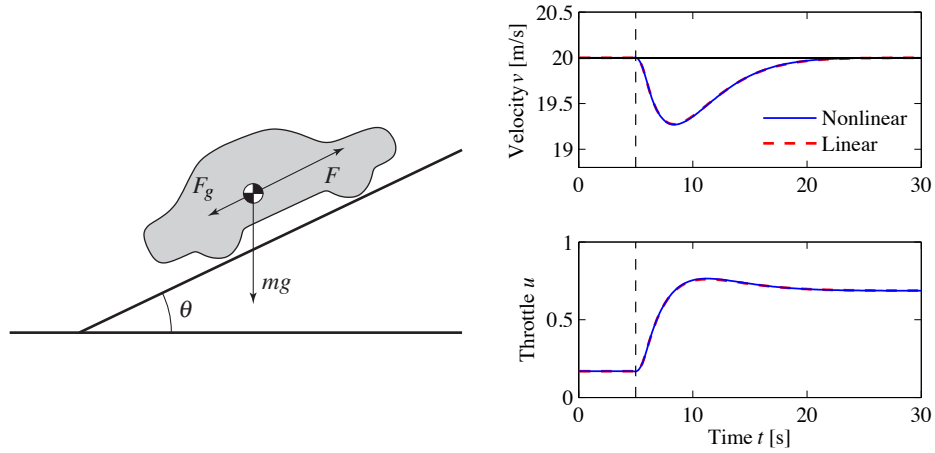 F_g
F
mg
θ
20.5
20
19.5
19
Velocity v [m/s]
0
10
20
30
Nonlinear
Linear
1
0.5
0
Throttle u
0
10
20
30
Time t [s]